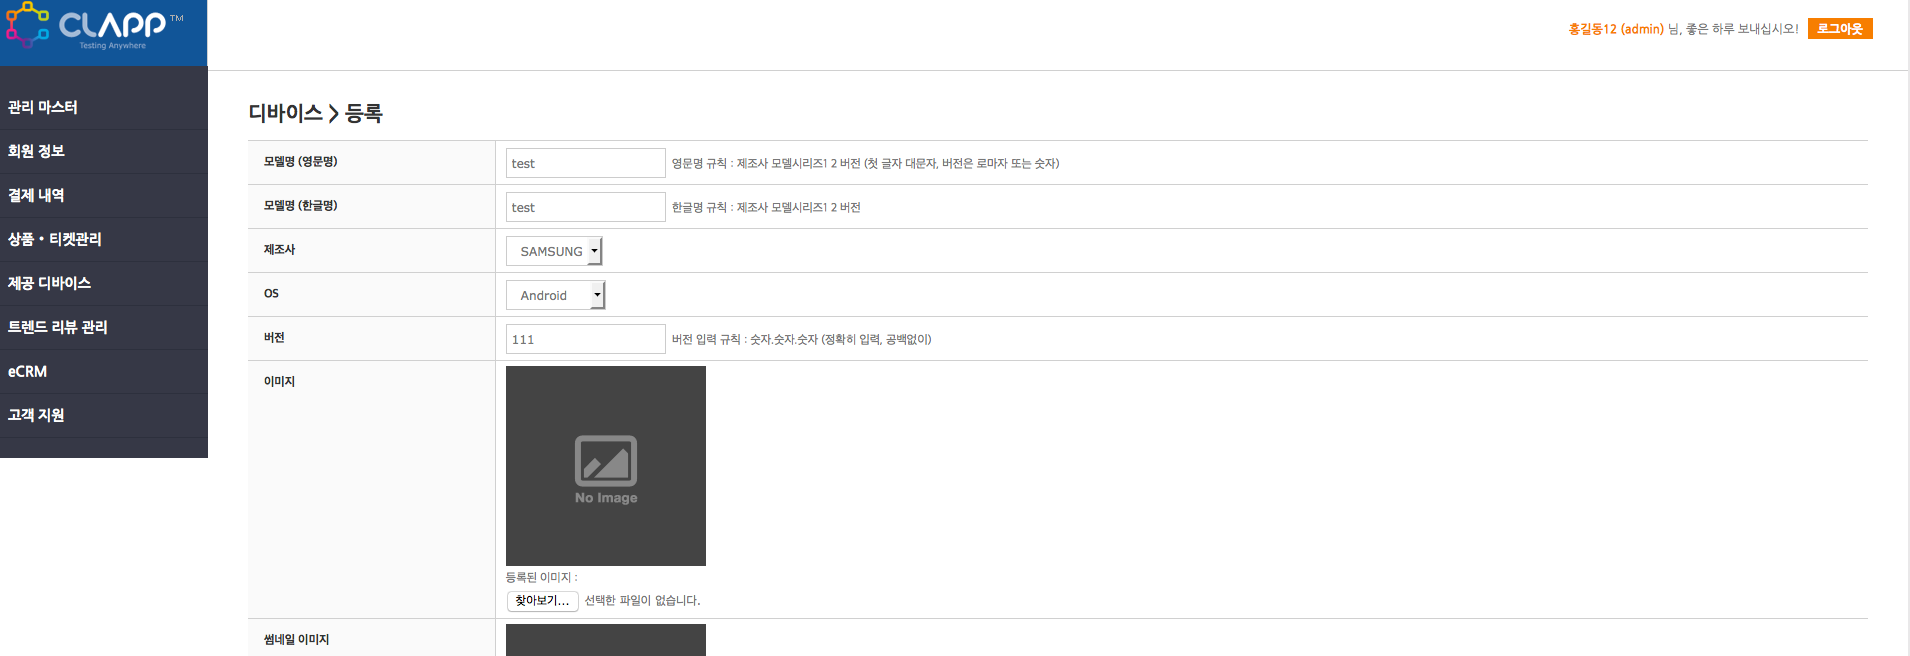 CLAPP TM
Testing Anywhere
홍길동12 (admin) 님, 좋은 하루 보내십시오! 로그아웃
관리 마스터
회원 정보
결제 내역
상품 • 티켓관리
제공 디바이스
트렌드 리뷰 관리
eCRM
고객 지원
디바이스 > 등록
모델명 (영문명) test 영문명 규칙 : 제조사 모델시리즈1 2 버전 (첫 글자 대문자, 버전은 로마자 또는 숫자)
모델명 (한글명) test 한글명 규칙 : 제조사 모델시리즈1 2 버전
제조사 SAMSUNG
OS Android
버전 111 버전 입력 규칙 : 숫자.숫자.숫자 (정확히 입력, 공백없이)
이미지
No Image
등록된 이미지 :
찾아보기... 선택한 파일이 없습니다.
썸네일 이미지